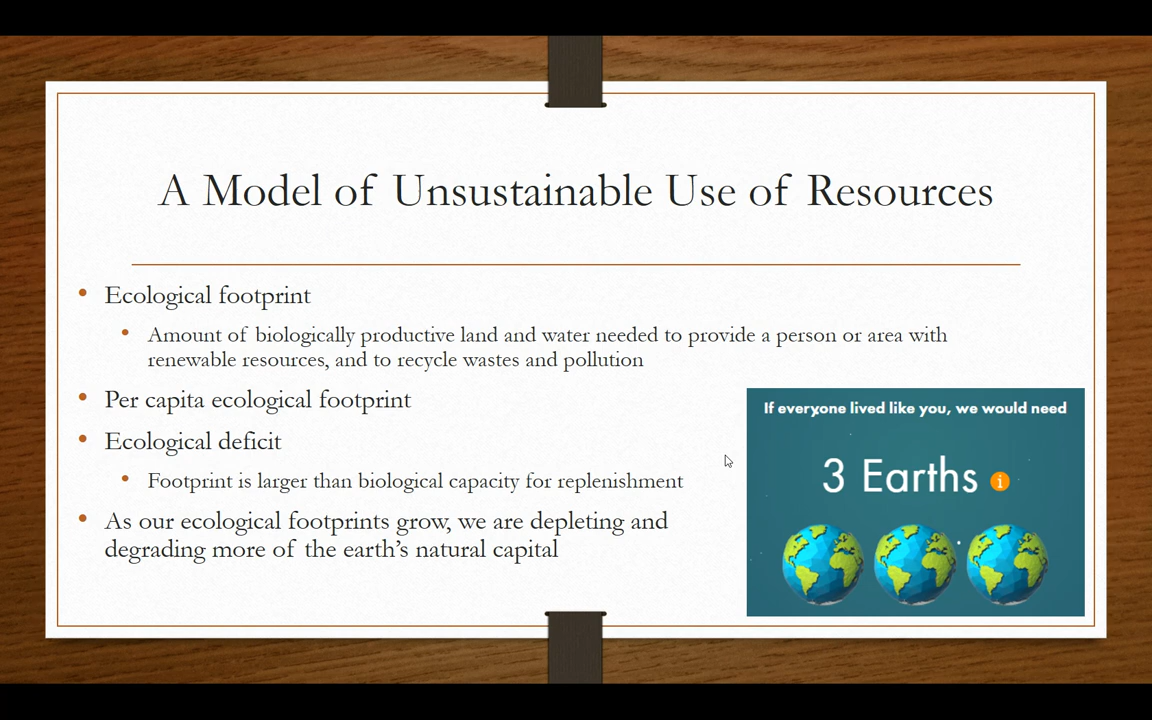 A Model of Unsustainable Use of Resources
Ecological footprint
Amount of biologically productive land and water needed to provide a person or area with
renewable resources, and to recycle wastes and pollution
Per capita ecological footprint
Ecological deficit
Footprint is larger than biological capacity for replenishment
As our ecological footprints grow, we are depleting and
degrading more of the earth's natural capital
If everyone lived like you, we would need
3 Earths i